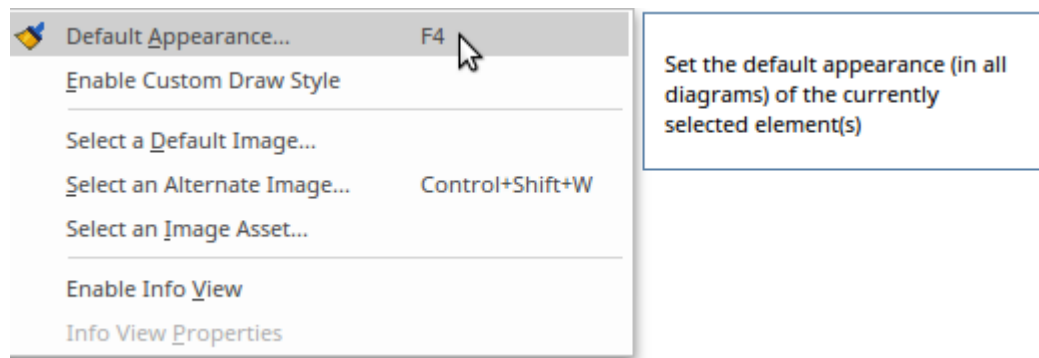 Default Appearance... F4
Enable Custom Draw Style
Select a Default Image...
Select an Alternate Image... Control+Shift+W
Select an Image Asset...
Enable Info View
Info View Properties
Set the default appearance (in all
diagrams) of the currently
selected element(s)